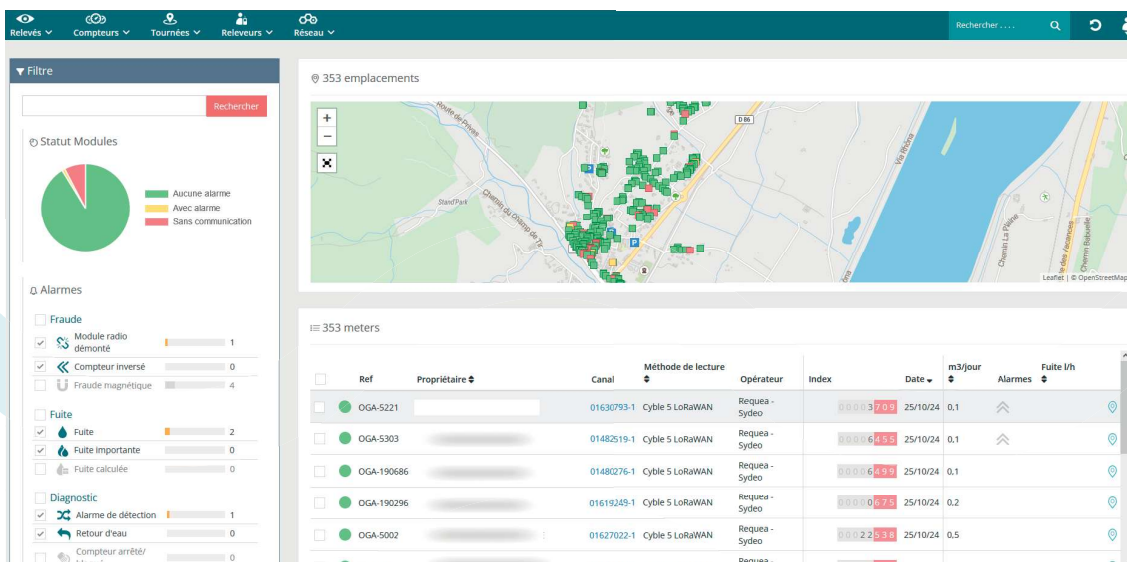 Relevés Compteurs Tournées Releveurs Réseau Rechercher . . . .
Filtre
Rechercher
Statut Modules
Aucune alarme
Avec alarme
Sans communication
Alarmes
Fraude
Module radio démonté 1
Compteur inversé 0
Fraude magnétique 4
Fuite
Fuite 2
Fuite importante 0
Fuite calculée 0
Diagnostic
Alarme de détection 1
Retour d'eau 0
Compteur arrêté/
0
353 emplacements
+
−
Route de Privas
D 86
Via Rhôna
Stand'Park
Chemin du Champ de Tir
P
P
Chemin La Pleine
Chemin Batouelle
Leaflet | © OpenStreetMap
353 meters
Ref Propriétaire Canal Méthode de lecture Opérateur Index Date m3/jour Alarmes Fuite l/h
OGA-5221 01630793-1 Cyble 5 LoRaWAN Requea - Sydeo 00003709 25/10/24 0,1
OGA-5303 01482519-1 Cyble 5 LoRaWAN Requea - Sydeo 00006455 25/10/24 0,1
OGA-190686 01480276-1 Cyble 5 LoRaWAN Requea - Sydeo 00006499 25/10/24 0,1
OGA-190296 01619249-1 Cyble 5 LoRaWAN Requea - Sydeo 00000675 25/10/24 0,2
OGA-5002 01627022-1 Cyble 5 LoRaWAN Requea - Sydeo 00022538 25/10/24 0,5
Requea -